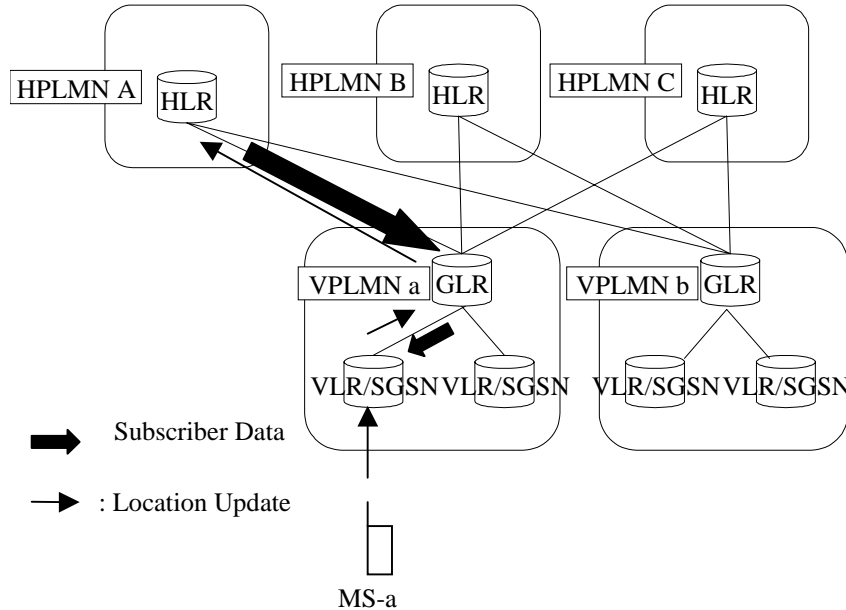 HPLMN A
HLR
HPLMN B
HLR
HPLMN C
HLR
VPLMN a
GLR
VPLMN b
GLR
VLR/SGSN
VLR/SGSN
VLR/SGSN
VLR/SGSN
Subscriber Data
: Location Update
MS-a